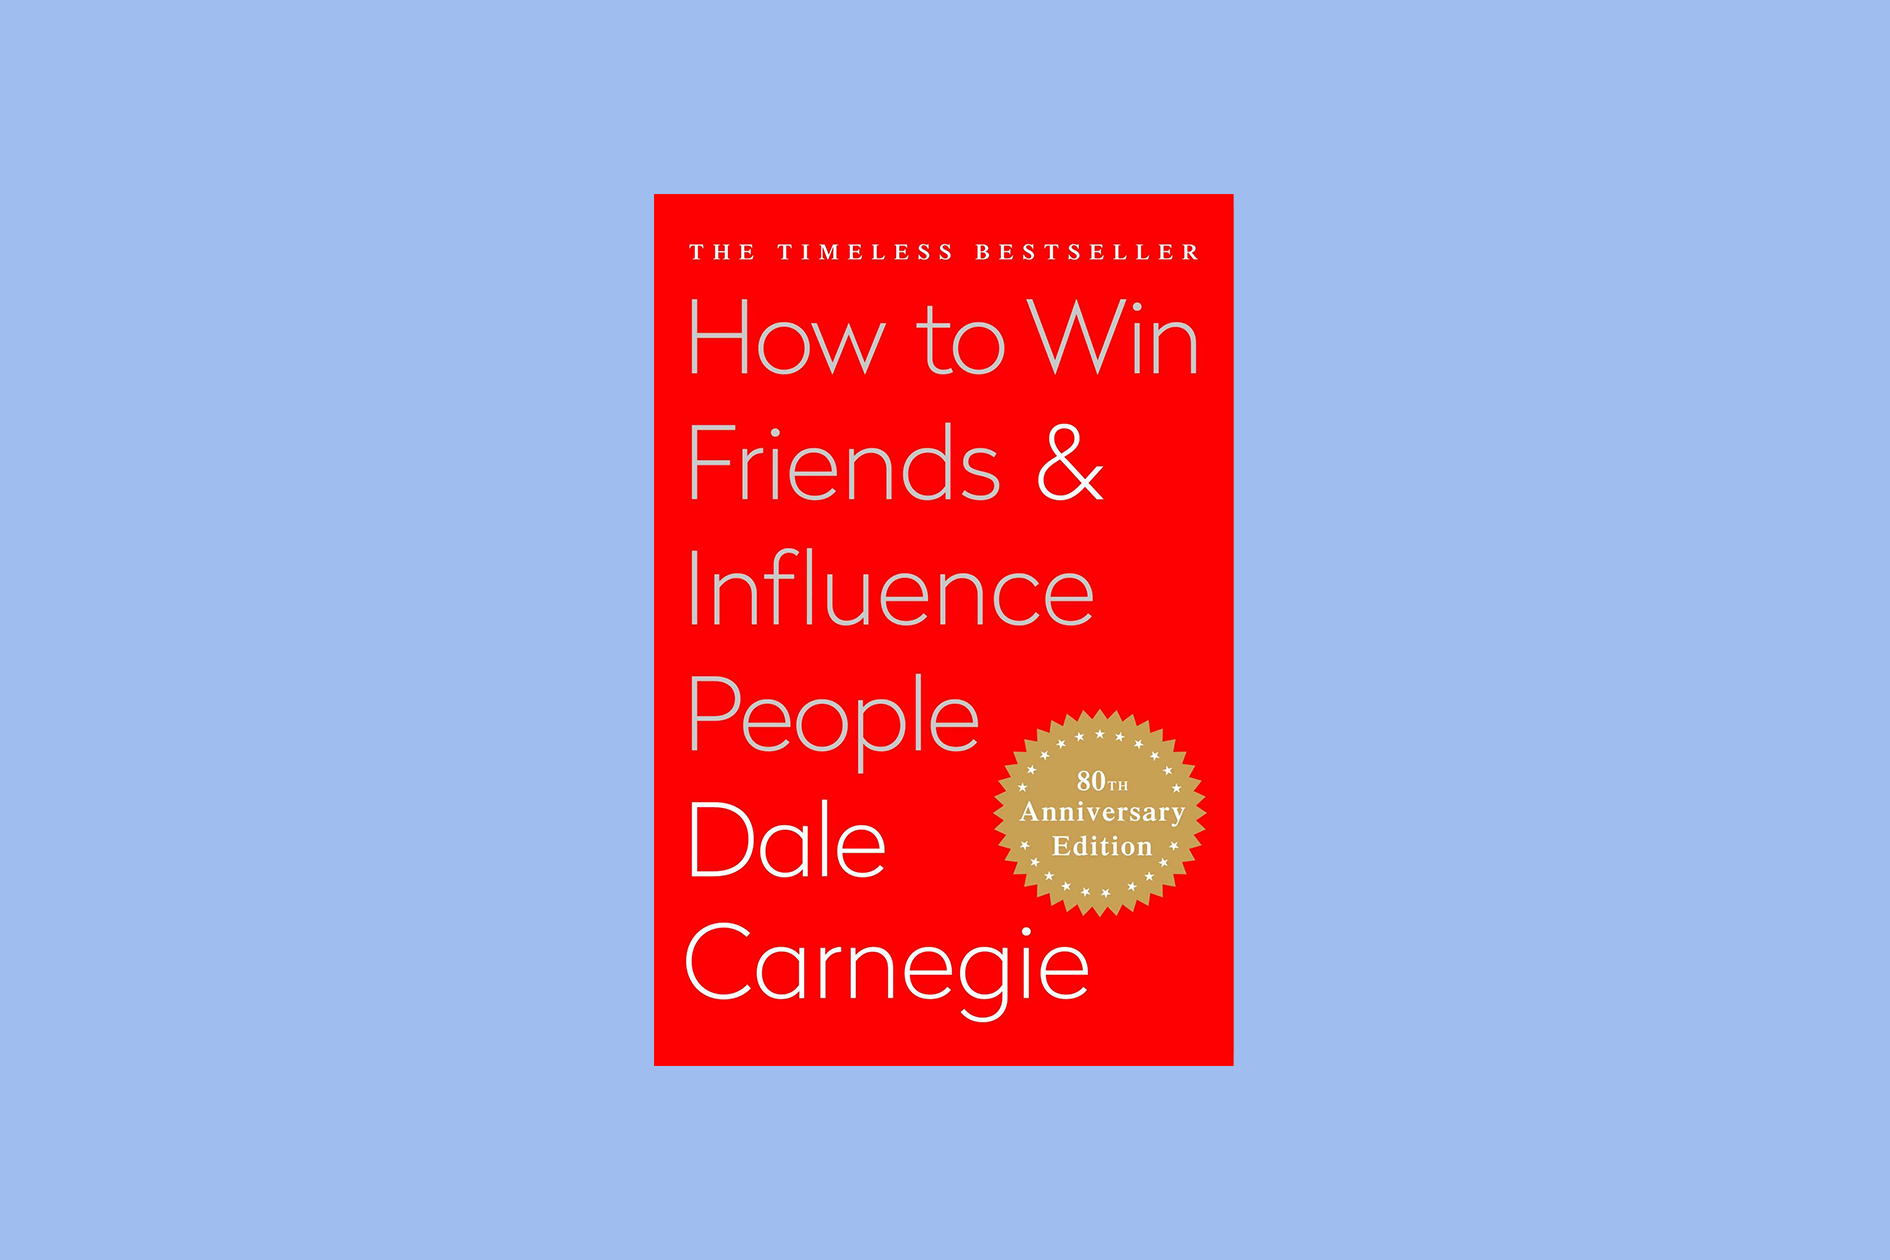 THE TIMELESS BESTSELLER
How to Win
Friends &
Influence
People
80TH
Anniversary
Edition
Dale
Carnegie